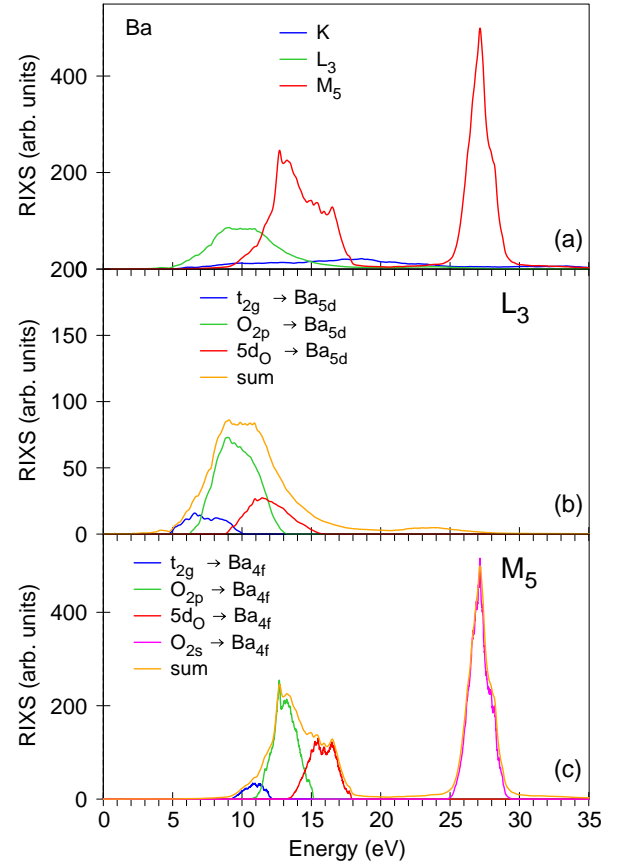 Ba
K
L3
M5
RIXS (arb. units)
400
200
200
(a)
t2g → Ba5d
O2p → Ba5d
5dO → Ba5d
sum
L3
RIXS (arb. units)
150
100
50
0
(b)
t2g → Ba4f
O2p → Ba4f
5dO → Ba4f
O2s → Ba4f
sum
M5
RIXS (arb. units)
400
200
0
(c)
0 5 10 15 20 25 30 35
Energy (eV)